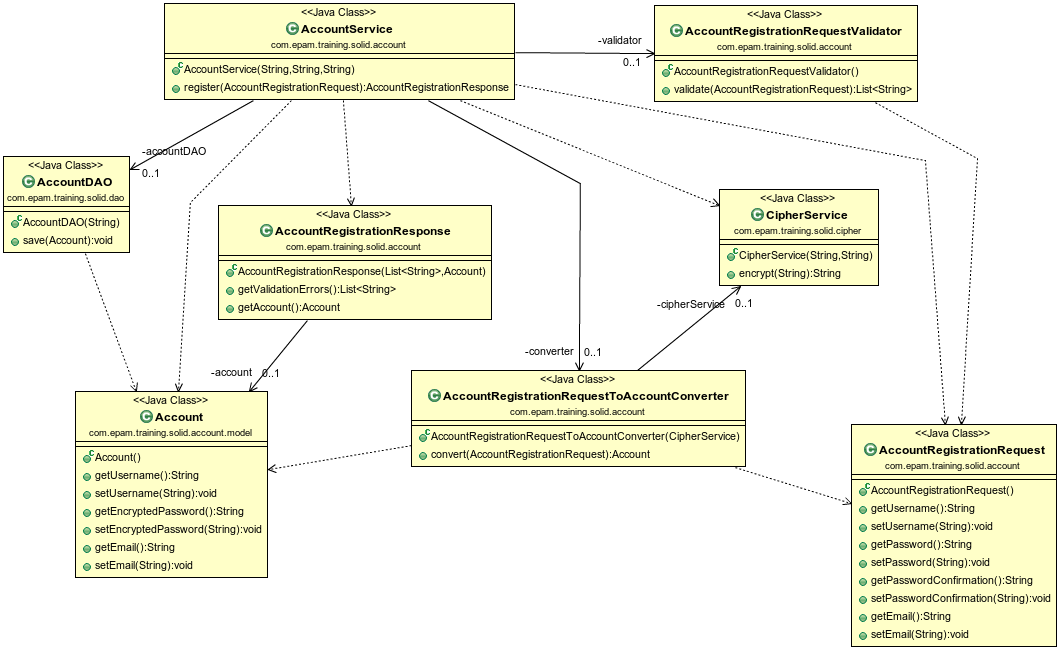 <<Java Class>>
AccountService
com.epam.training.solid.account
AccountService(String,String,String)
register(AccountRegistrationRequest):AccountRegistrationResponse
-validator
0..1
<<Java Class>>
AccountRegistrationRequestValidator
com.epam.training.solid.account
AccountRegistrationRequestValidator()
validate(AccountRegistrationRequest):List<String>
-accountDAO
0..1
<<Java Class>>
AccountDAO
com.epam.training.solid.dao
AccountDAO(String)
save(Account):void
<<Java Class>>
AccountRegistrationResponse
com.epam.training.solid.account
AccountRegistrationResponse(List<String>,Account)
getValidationErrors():List<String>
getAccount():Account
<<Java Class>>
CipherService
com.epam.training.solid.cipher
CipherService(String,String)
encrypt(String):String
-cipherService
0..1
-converter
0..1
-account
0..1
<<Java Class>>
AccountRegistrationRequestToAccountConverter
com.epam.training.solid.account
AccountRegistrationRequestToAccountConverter(CipherService)
convert(AccountRegistrationRequest):Account
<<Java Class>>
Account
com.epam.training.solid.account.model
Account()
getUsername():String
setUsername(String):void
getEncryptedPassword():String
setEncryptedPassword(String):void
getEmail():String
setEmail(String):void
<<Java Class>>
AccountRegistrationRequest
com.epam.training.solid.account
AccountRegistrationRequest()
getUsername():String
setUsername(String):void
getPassword():String
setPassword(String):void
getPasswordConfirmation():String
setPasswordConfirmation(String):void
getEmail():String
setEmail(String):void